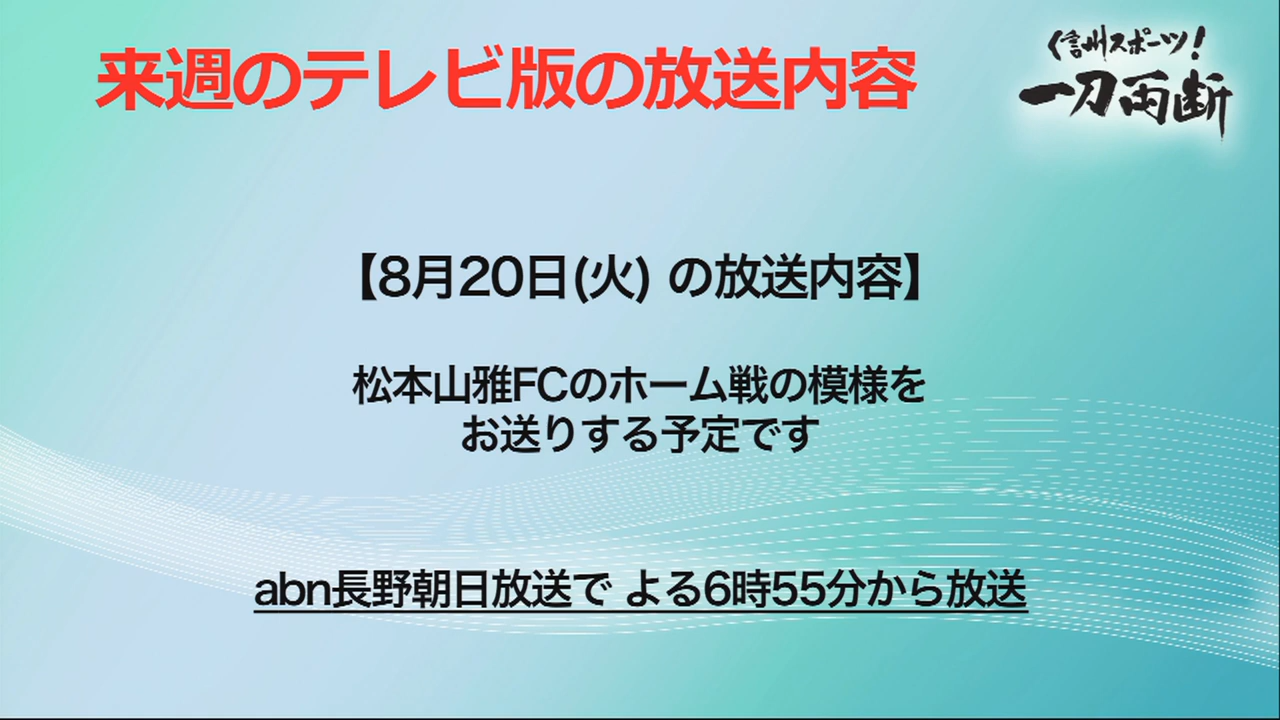 来週のテレビ版の放送内容
信州スポーツ!
一刀両断
【8月20日(火) の放送内容】
松本山雅FCのホーム戦の模様を
お送りする予定です
abn長野朝日放送で よる6時55分から放送